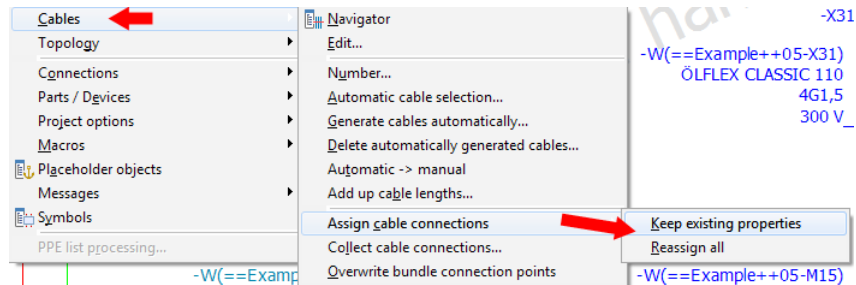 Cables
Topology
Connections
Parts / Devices
Project options
Macros
Placeholder objects
Messages
Symbols
PPE list processing...
Navigator
Edit...
Number...
Automatic cable selection...
Generate cables automatically...
Delete automatically generated cables...
Automatic -> manual
Add up cable lengths...
Assign cable connections
Collect cable connections...
Overwrite bundle connection points
Keep existing properties
Reassign all
-X31
-W(==Example++05-X31)
ÖLFLEX CLASSIC 110
4G1,5
300 V
-W(==Examp
-W(==Example++05-M15)